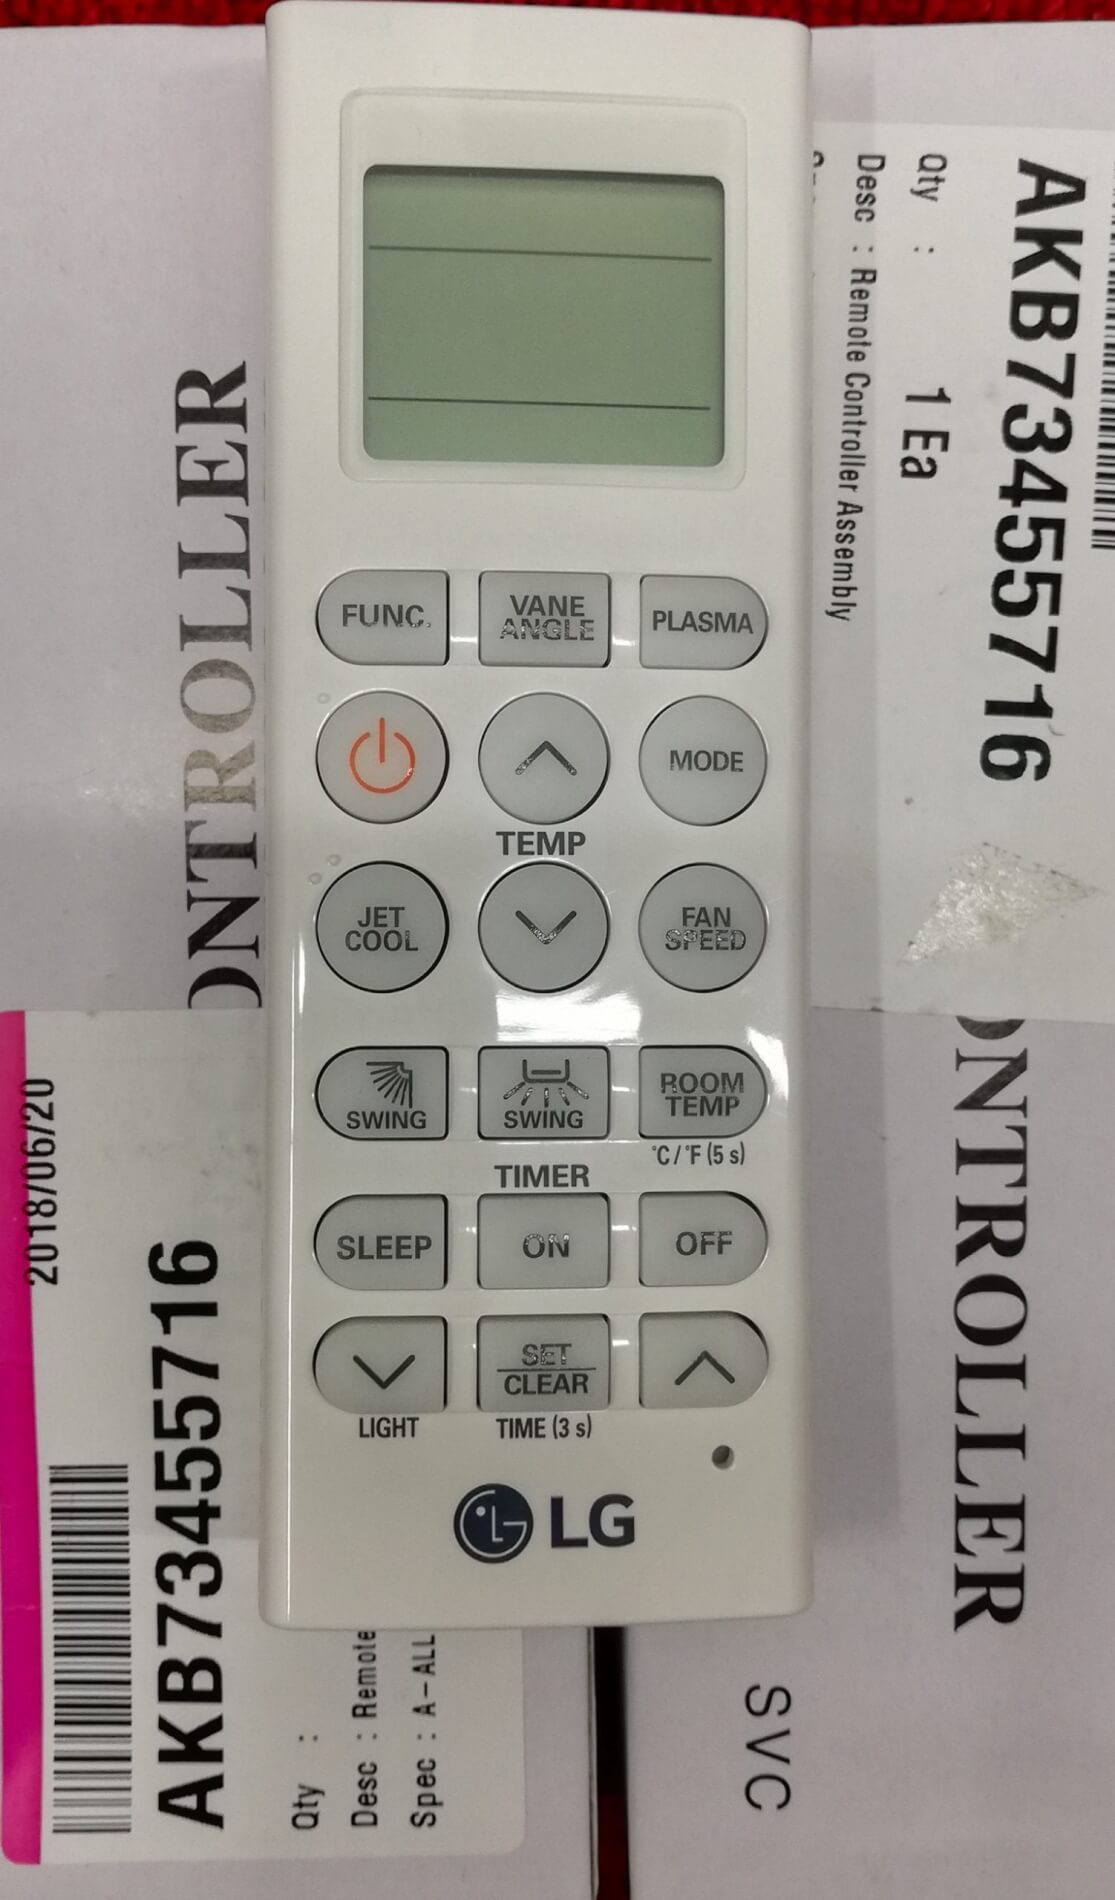 FUNC.
VANE
ANGLE
PLASMA
MODE
TEMP
JET
COOL
FAN
SPEED
SWING
SWING
ROOM
TEMP
°C/°F (5 s)
TIMER
SLEEP
ON
OFF
SET
CLEAR
LIGHT
TIME (3 s)
LG
AKB73455716
Qty : 1 Ea
Desc : Remote Controller Assembly
ONTROLLER
SVC
ONTROLLER
2018/06/20
AKB73455716
Qty :
Desc : Remote
Spec : A-ALL